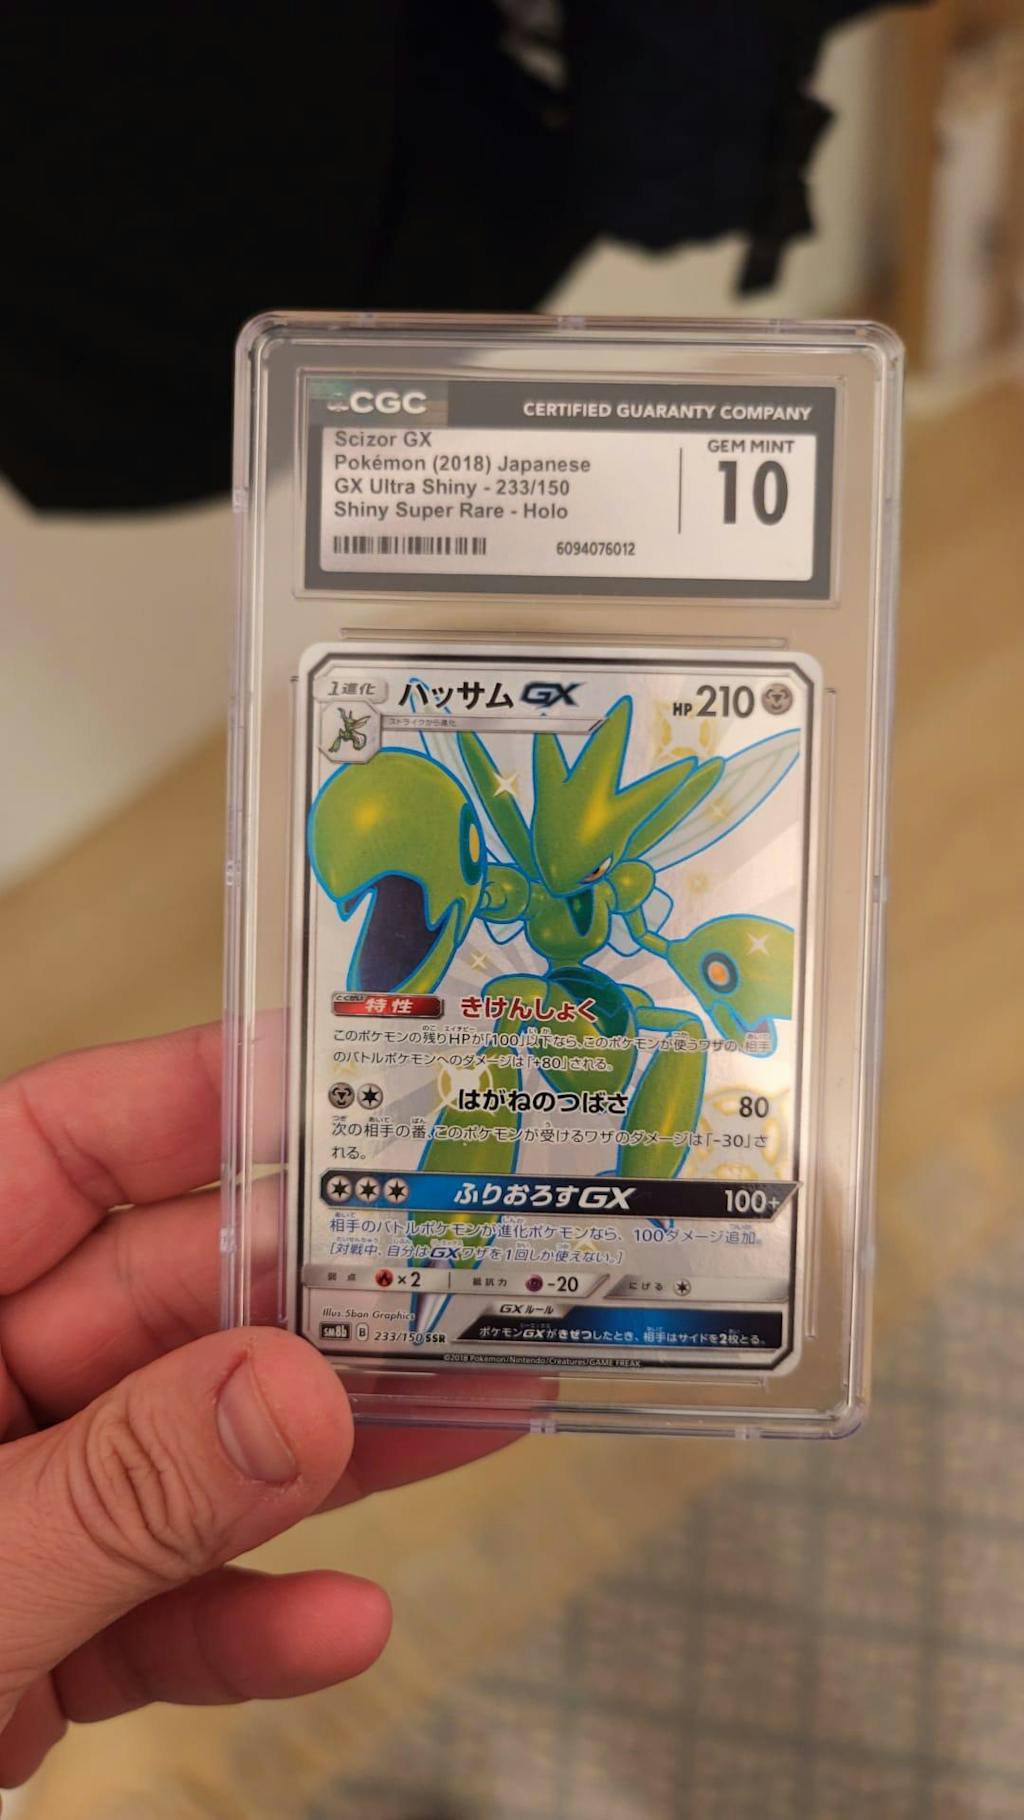 CGC
CERTIFIED GUARANTY COMPANY
Scizor GX
Pokémon (2018) Japanese
GX Ultra Shiny - 233/150
Shiny Super Rare - Holo
GEM MINT
10
6094076012
1進化 ハッサムGX HP210
ストライクから進化
特性 きけんしょく
このポケモンの残りHPが「100」以下なら、このポケモンが使うワザの、相手
のバトルポケモンへのダメージは「+80」される。
はがねのつばさ 80
次の相手の番、このポケモンが受けるワザのダメージは「-30」さ
れる。
ふりおろすGX 100+
相手のバトルポケモンが進化ポケモンなら、100ダメージ追加。
[対戦中、自分はGXワザを1回しか使えない。]
弱点 ×2 抵抗力 -20 にげる
Illus. 5ban Graphics
GXルール
SM8b B 233/150 SSR
ポケモンGXがきぜつしたとき、相手はサイドを2枚とる。
©2018 Pokémon/Nintendo/Creatures/GAME FREAK.